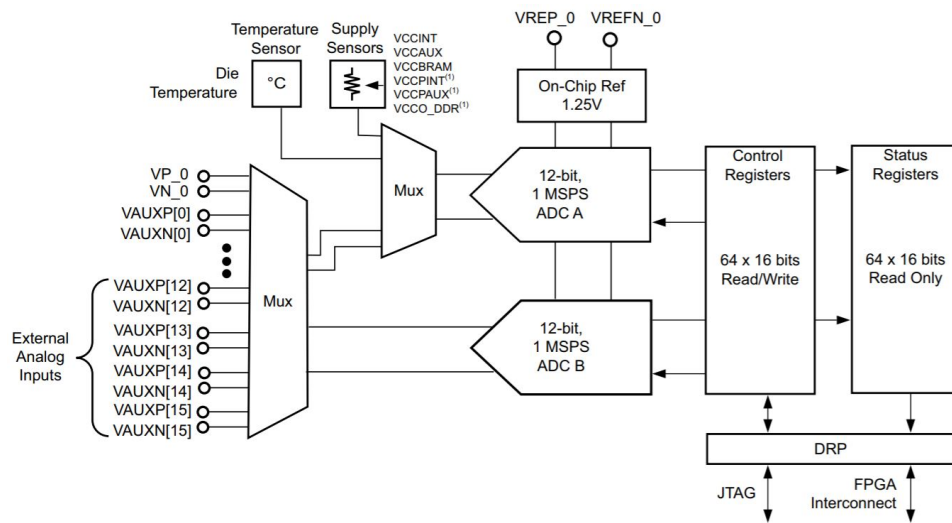 VREP_0 VREFN_0
Temperature
Sensor
Supply
Sensors
VCCINT
VCCAUX
VCCBRAM
VCCPINT(1)
VCCPAUX(1)
VCCO_DDR(1)
Die
Temperature
°C
On-Chip Ref
1.25V
Mux
12-bit,
1 MSPS
ADC A
Control
Registers
64 x 16 bits
Read/Write
Status
Registers
64 x 16 bits
Read Only
VP_0
VN_0
VAUXP[0]
VAUXN[0]
VAUXP[12]
VAUXN[12]
VAUXP[13]
VAUXN[13]
VAUXP[14]
VAUXN[14]
VAUXP[15]
VAUXN[15]
External
Analog
Inputs
Mux
12-bit,
1 MSPS
ADC B
DRP
JTAG
FPGA
Interconnect